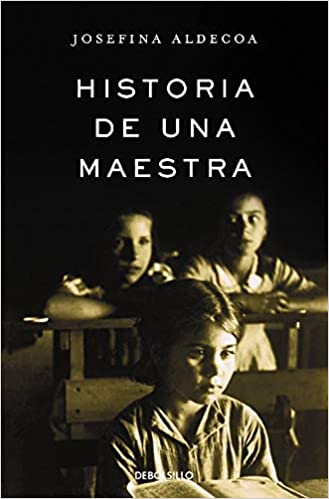 JOSEFINA ALDECOA
HISTORIA
DE UNA
MAESTRA
DEBOLSILLO